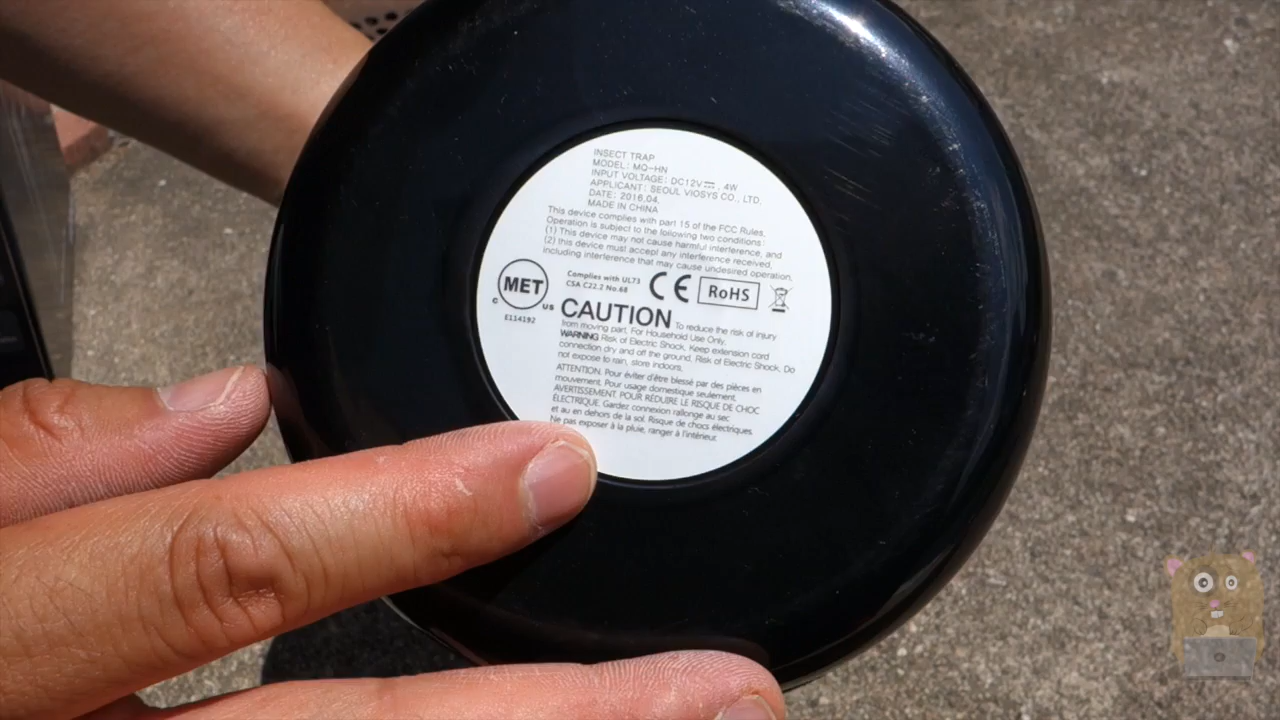 INSECT TRAP
MODEL: MQ-HN
INPUT VOLTAGE: DC12V⎓, 4W
APPLICANT: SEOUL VIOSYS CO., LTD.
DATE: 2016.04.
MADE IN CHINA
This device complies with part 15 of the FCC Rules.
Operation is subject to the following two conditions:
(1) This device may not cause harmful interference, and
(2) this device must accept any interference received,
including interference that may cause undesired operation.
MET
C US
E114192
Complies with UL73
CSA C22.2 No.68
CE
RoHS
CAUTION To reduce the risk of injury
from moving part. For Household Use Only.
WARNING Risk of Electric Shock. Keep extension cord
connection dry and off the ground. Risk of Electric Shock, Do
not expose to rain, store indoors.
ATTENTION. Pour éviter d'être blessé par des pièces en
mouvement. Pour usage domestique seulement.
AVERTISSEMENT POUR RÉDUIRE LE RISQUE DE CHOC
ÉLECTRIQUE. Gardez connexion rallonge au sec
et au en dehors de la sol. Risque de chocs électriques.
Ne pas exposer à la pluie, ranger à l'intérieur.